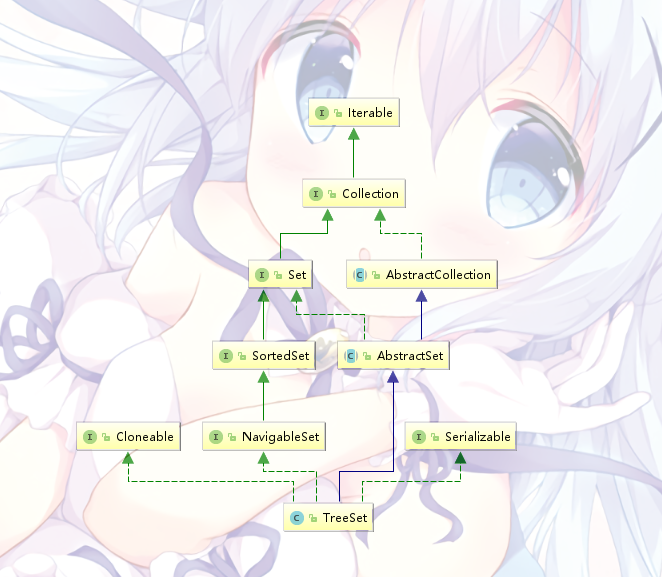 I Iterable
I Collection
I Set
C AbstractCollection
I SortedSet
C AbstractSet
I Cloneable
I NavigableSet
I Serializable
C TreeSet